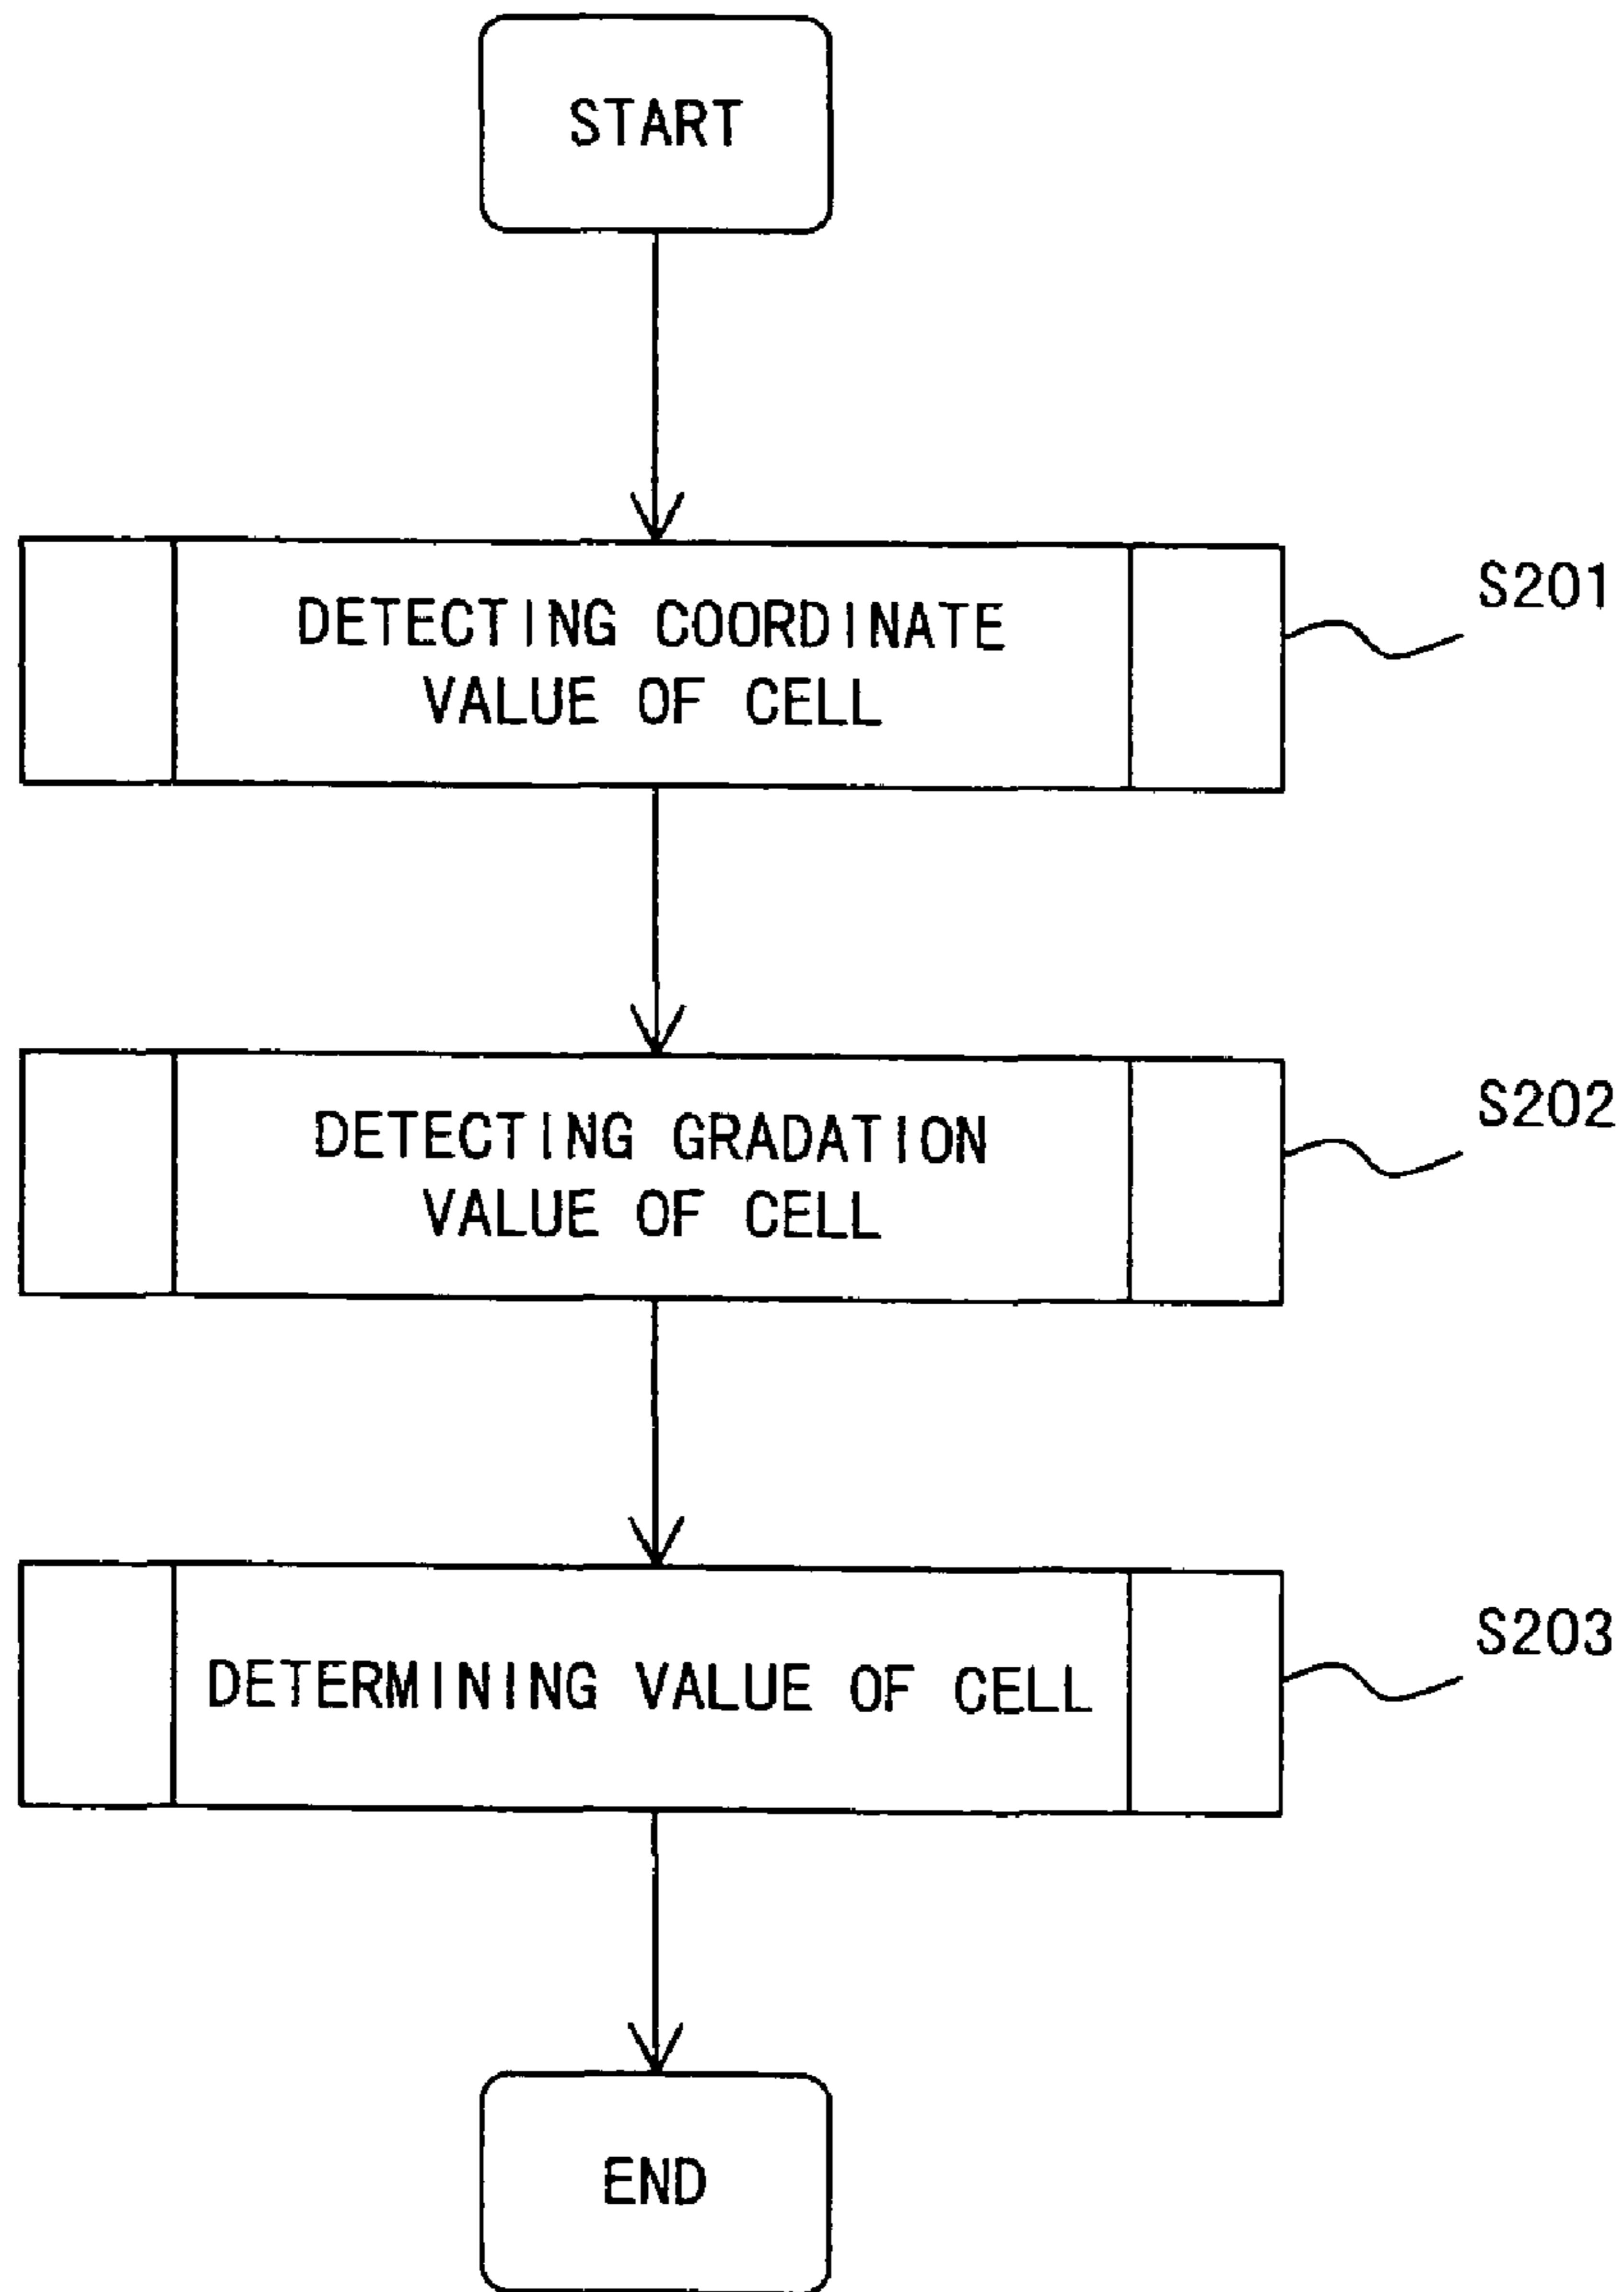 START
DETECTING COORDINATE
VALUE OF CELL
S201
DETECTING GRADATION
VALUE OF CELL
S202
DETERMINING VALUE OF CELL
S203
END